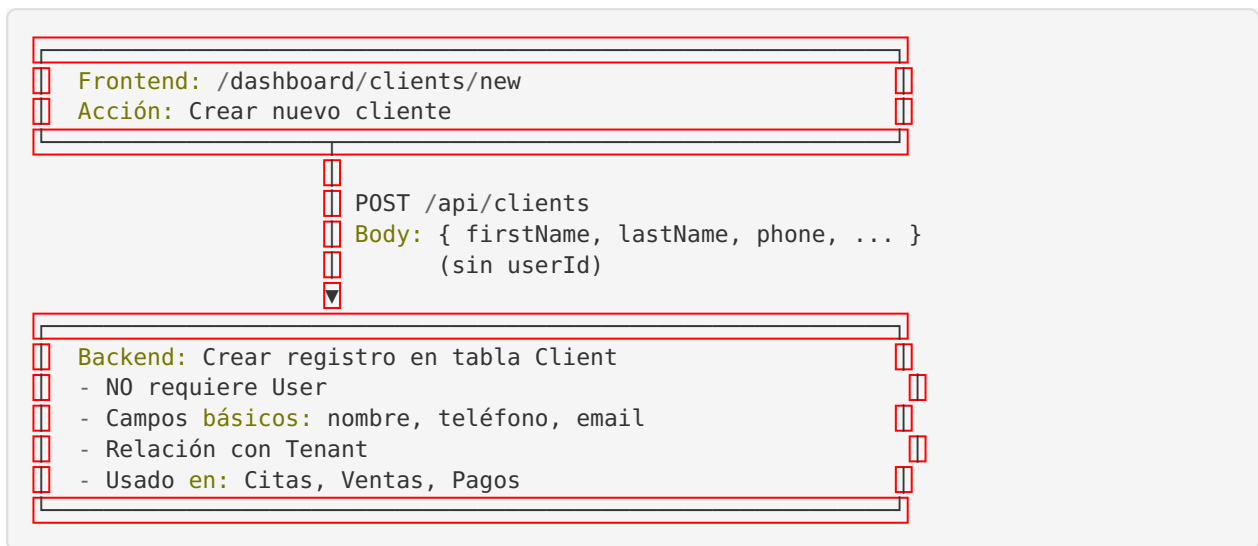 Frontend: /dashboard/clients/new
Acción: Crear nuevo cliente
POST /api/clients
Body: { firstName, lastName, phone, ... }
(sin userId)
Backend: Crear registro en tabla Client
- NO requiere User
- Campos básicos: nombre, teléfono, email
- Relación con Tenant
- Usado en: Citas, Ventas, Pagos